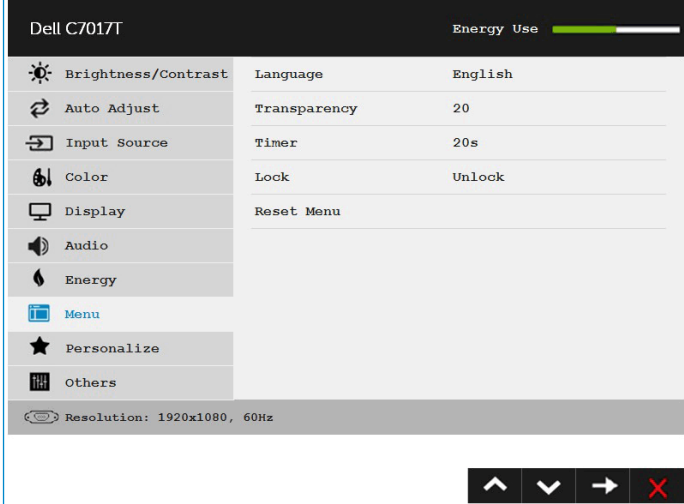 Dell C7017T
Energy Use
Brightness/Contrast
Language English
Auto Adjust
Transparency 20
Input Source
Timer 20s
Color
Lock Unlock
Display
Reset Menu
Audio
Energy
Menu
Personalize
Others
Resolution: 1920x1080, 60Hz